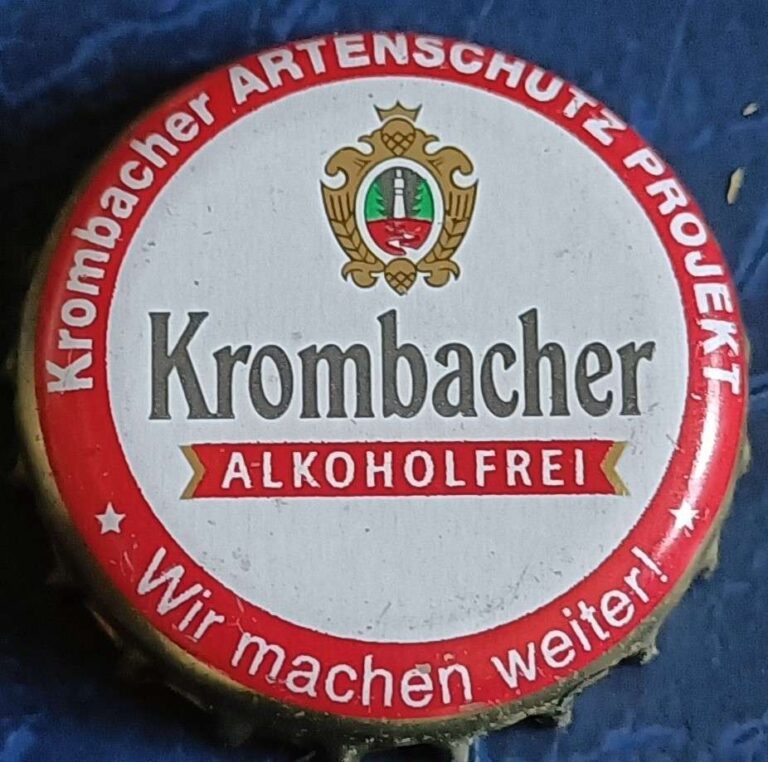 Krombacher ARTENSCHUTZ PROJEKT
Krombacher
ALKOHOLFREI
Wir machen weiter!